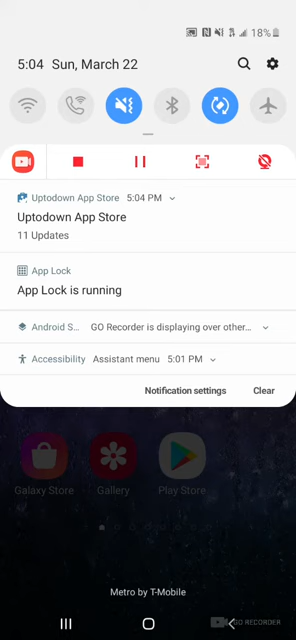 18%
5:04 Sun, March 22
Uptodown App Store 5:04 PM
Uptodown App Store
11 Updates
App Lock
App Lock is running
Android S... GO Recorder is displaying over other...
Accessibility Assistant menu 5:01 PM
Notification settings Clear
Galaxy Store Gallery Play Store
Metro by T-Mobile
GO RECORDER